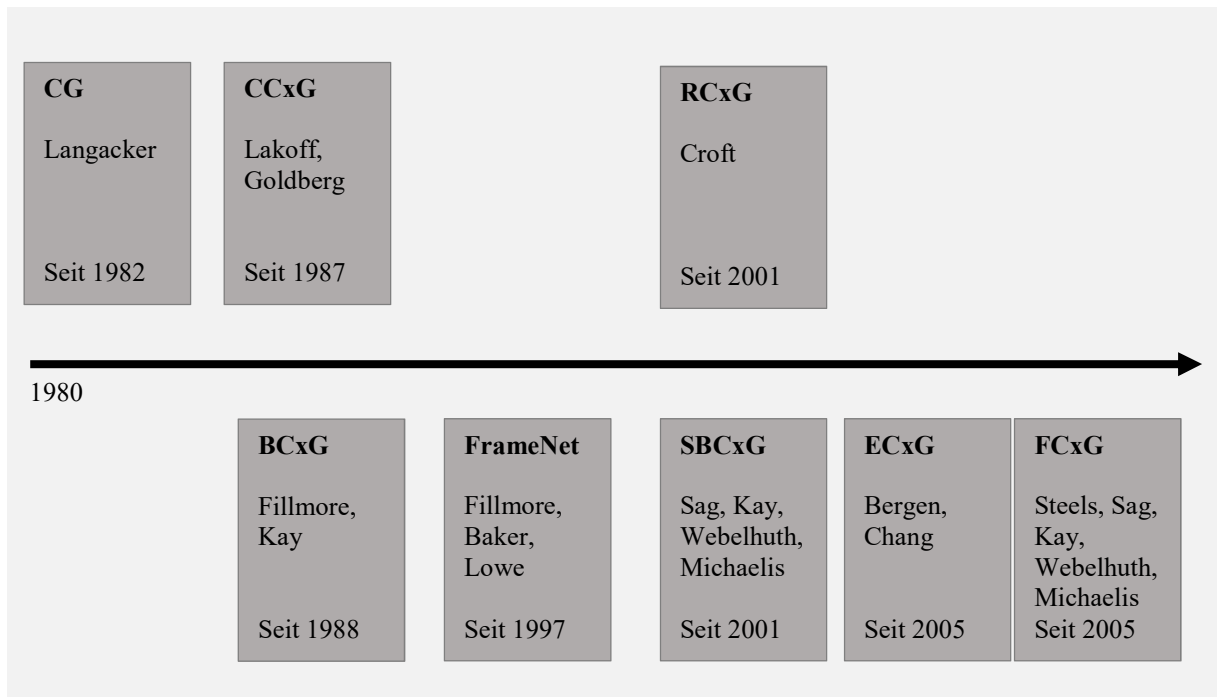 CG
Langacker
Seit 1982
CCxG
Lakoff,
Goldberg
Seit 1987
RCxG
Croft
Seit 2001
1980
BCxG
Fillmore,
Kay
Seit 1988
FrameNet
Fillmore,
Baker,
Lowe
Seit 1997
SBCxG
Sag, Kay,
Webelhuth,
Michaelis
Seit 2001
ECxG
Bergen,
Chang
Seit 2005
FCxG
Steels, Sag,
Kay,
Webelhuth,
Michaelis
Seit 2005